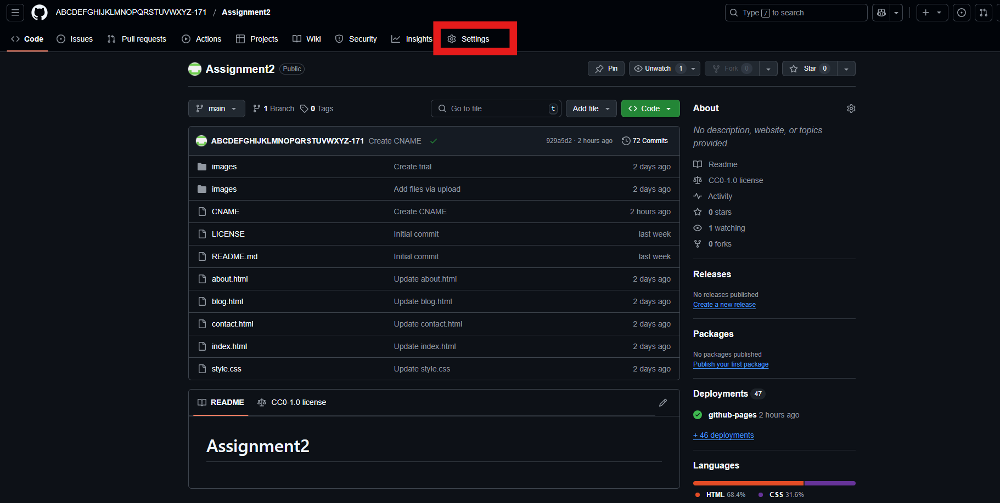 ABCDEFGHIJKLMNOPQRSTUVWXYZ-171 / Assignment2
Type / to search
Code Issues Pull requests Actions Projects Wiki Security Insights Settings
Assignment2 Public
Pin Unwatch 1 Fork 0 Star 0
main 1 Branch 0 Tags
Go to file t Add file Code
ABCDEFGHIJKLMNOPQRSTUVWXYZ-171 Create CNAME 929a5d2 · 2 hours ago 72 Commits
images Create trial 2 days ago
images Add files via upload 2 days ago
CNAME Create CNAME 2 hours ago
LICENSE Initial commit last week
README.md Initial commit last week
about.html Update about.html 2 days ago
blog.html Update blog.html 2 days ago
contact.html Update contact.html 2 days ago
index.html Update index.html 2 days ago
style.css Update style.css 2 days ago
README CC0-1.0 license
Assignment2
About
No description, website, or topics
provided.
Readme
CC0-1.0 license
Activity
0 stars
1 watching
0 forks
Releases
No releases published
Create a new release
Packages
No packages published
Publish your first package
Deployments 47
github-pages 2 hours ago
+ 46 deployments
Languages
HTML 68.4% CSS 31.6%